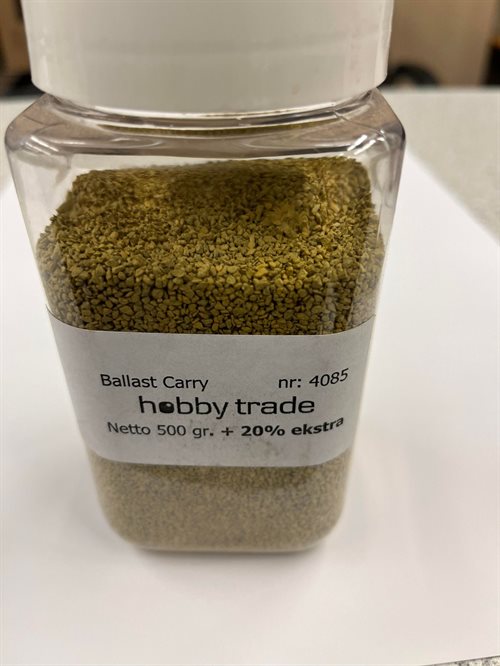 Ballast Carry nr: 4085
hobby trade
Netto 500 gr. + 20% ekstra